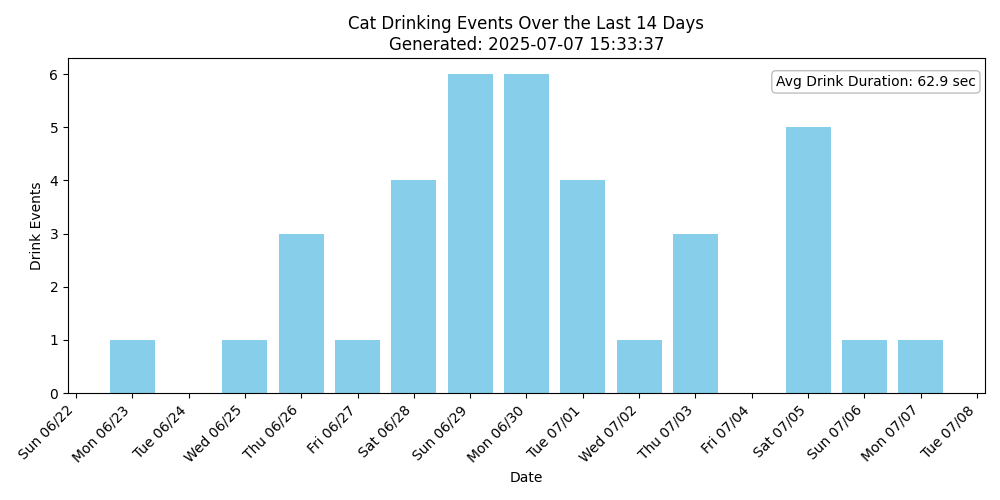 Cat Drinking Events Over the Last 14 Days
Generated: 2025-07-07 15:33:37
Avg Drink Duration: 62.9 sec
Drink Events
6
5
4
3
2
1
0
Sun 06/22
Mon 06/23
Tue 06/24
Wed 06/25
Thu 06/26
Fri 06/27
Sat 06/28
Sun 06/29
Mon 06/30
Tue 07/01
Wed 07/02
Thu 07/03
Fri 07/04
Sat 07/05
Sun 07/06
Mon 07/07
Tue 07/08
Date